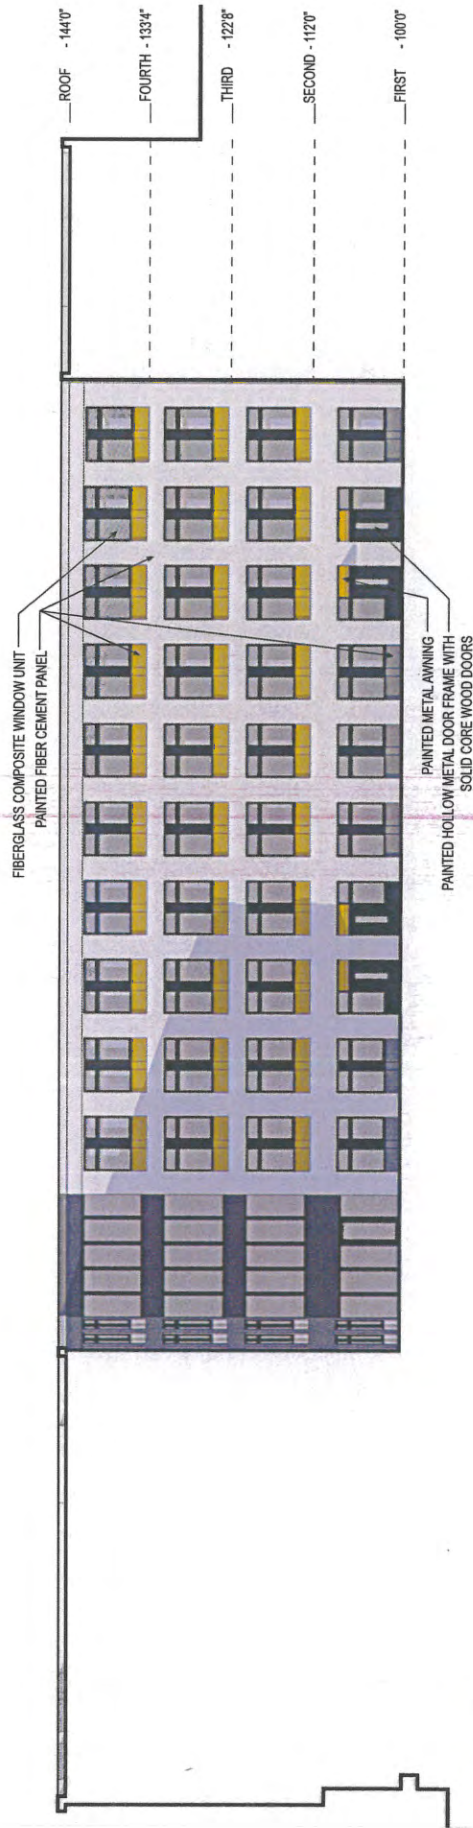 FIBERGLASS COMPOSITE WINDOW UNIT
PAINTED FIBER CEMENT PANEL
ROOF - 144'0"
FOURTH - 133'4"
THIRD - 122'8"
SECOND - 112'0"
FIRST - 100'0"
PAINTED METAL AWNING
PAINTED HOLLOW METAL DOOR FRAME WITH
SOLID CORE WOOD DOORS